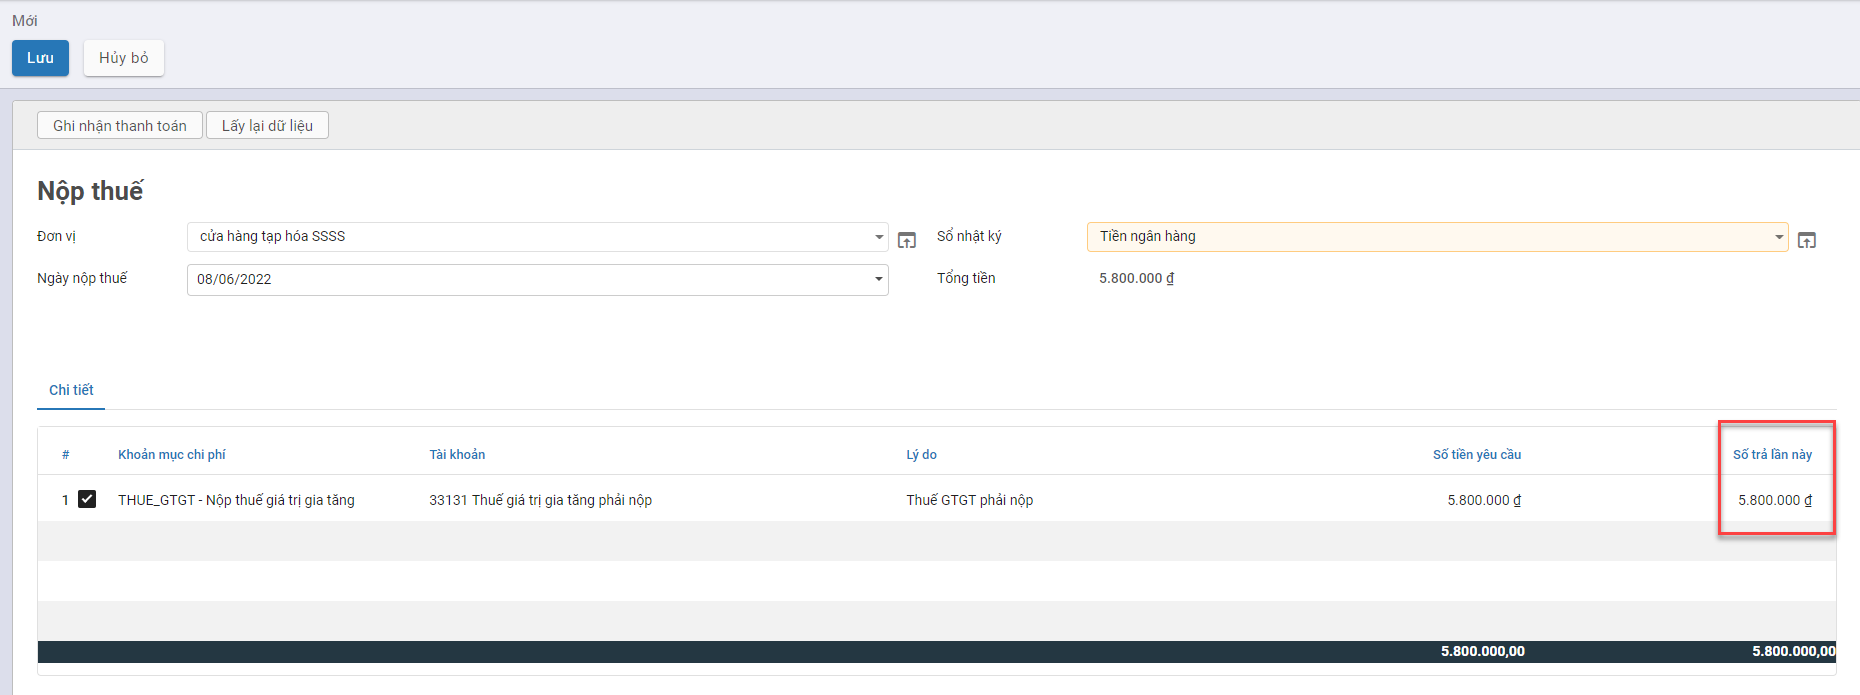 Mới
Lưu Hủy bỏ
Ghi nhận thanh toán Lấy lại dữ liệu
Nộp thuế
Đơn vị cửa hàng tạp hóa SSSS Sổ nhật ký Tiền ngân hàng
Ngày nộp thuế 08/06/2022 Tổng tiền 5.800.000 ₫
Chi tiết
# Khoản mục chi phí Tài khoản Lý do Số tiền yêu cầu Số trả lần này
1 THUE_GTGT - Nộp thuế giá trị gia tăng 33131 Thuế giá trị gia tăng phải nộp Thuế GTGT phải nộp 5.800.000 ₫ 5.800.000 ₫
5.800.000,00 5.800.000,00